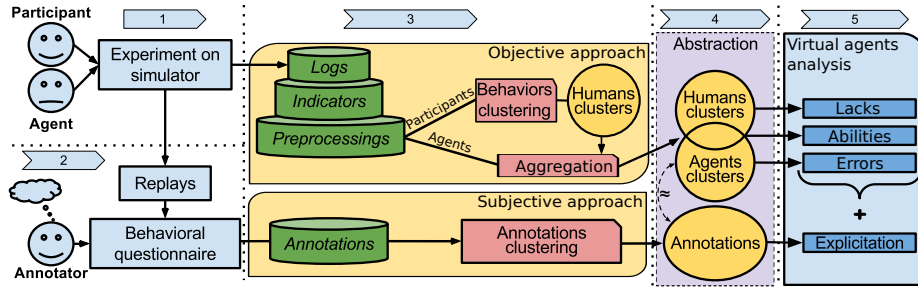 1
3
4
5
Participant
Experiment on
simulator
Agent
2
Replays
Behavioral
questionnaire
Annotator
Objective approach
Logs
Indicators
Preprocessings
Participants
Agents
Behaviors
clustering
Humans
clusters
Aggregation
Subjective approach
Annotations
Annotations
clustering
Abstraction
Humans
clusters
Agents
clusters
≈
Annotations
Virtual agents
analysis
Lacks
Abilities
Errors
+
Explicitation